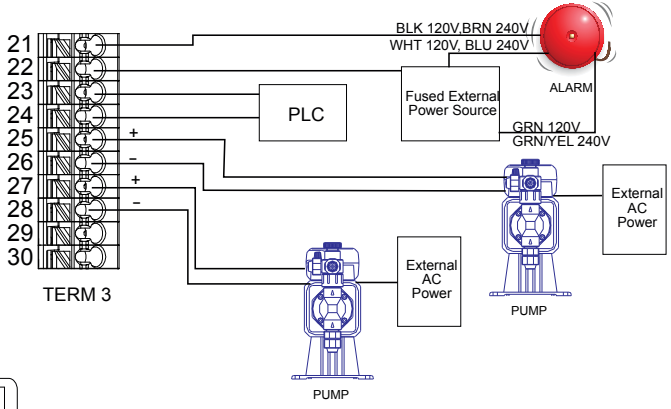 BLK 120V,BRN 240V
21
WHT 120V, BLU 240V
22
ALARM
23
Fused External
Power Source
PLC
24
GRN 120V
GRN/YEL 240V
25
+
26
–
27
+
28
–
29
30
TERM 3
External
AC
Power
External
AC
Power
PUMP
PUMP